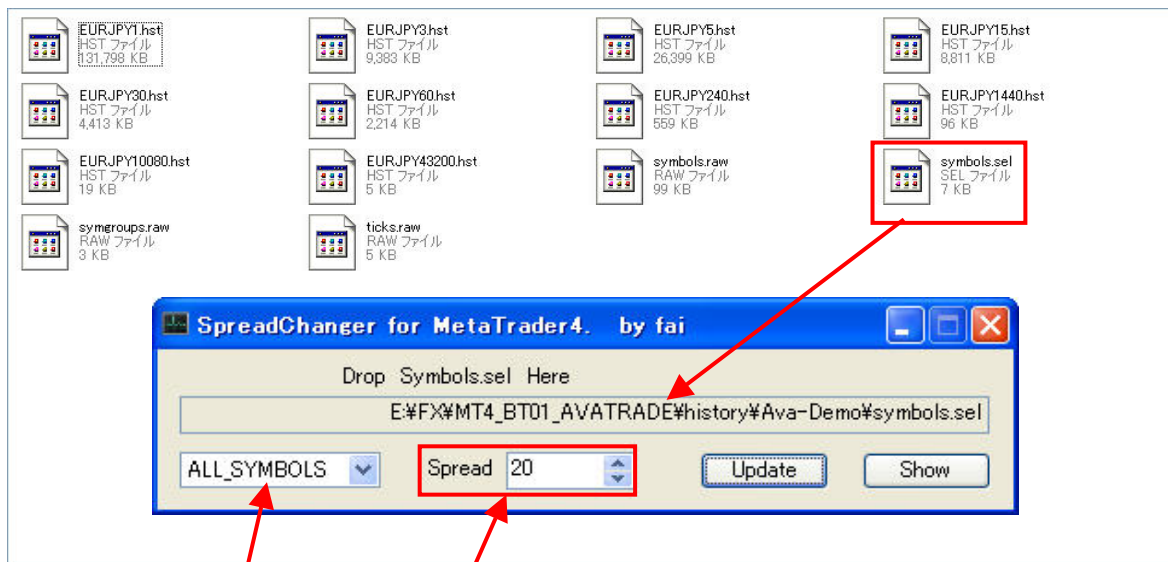 EURJPY1.hst
HST ファイル
131,798 KB
EURJPY3.hst
HST ファイル
9,383 KB
EURJPY5.hst
HST ファイル
26,399 KB
EURJPY15.hst
HST ファイル
8,811 KB
EURJPY30.hst
HST ファイル
4,413 KB
EURJPY60.hst
HST ファイル
2,214 KB
EURJPY240.hst
HST ファイル
559 KB
EURJPY1440.hst
HST ファイル
96 KB
EURJPY10080.hst
HST ファイル
19 KB
EURJPY43200.hst
HST ファイル
5 KB
symbols.raw
RAW ファイル
99 KB
symbols.sel
SEL ファイル
7 KB
symgroups.raw
RAW ファイル
3 KB
ticks.raw
RAW ファイル
5 KB
SpreadChanger for MetaTrader4. by fai
Drop Symbols.sel Here
E:¥FX¥MT4_BT01_AVATRADE¥history¥Ava-Demo¥symbols.sel
ALL_SYMBOLS Spread 20 Update Show